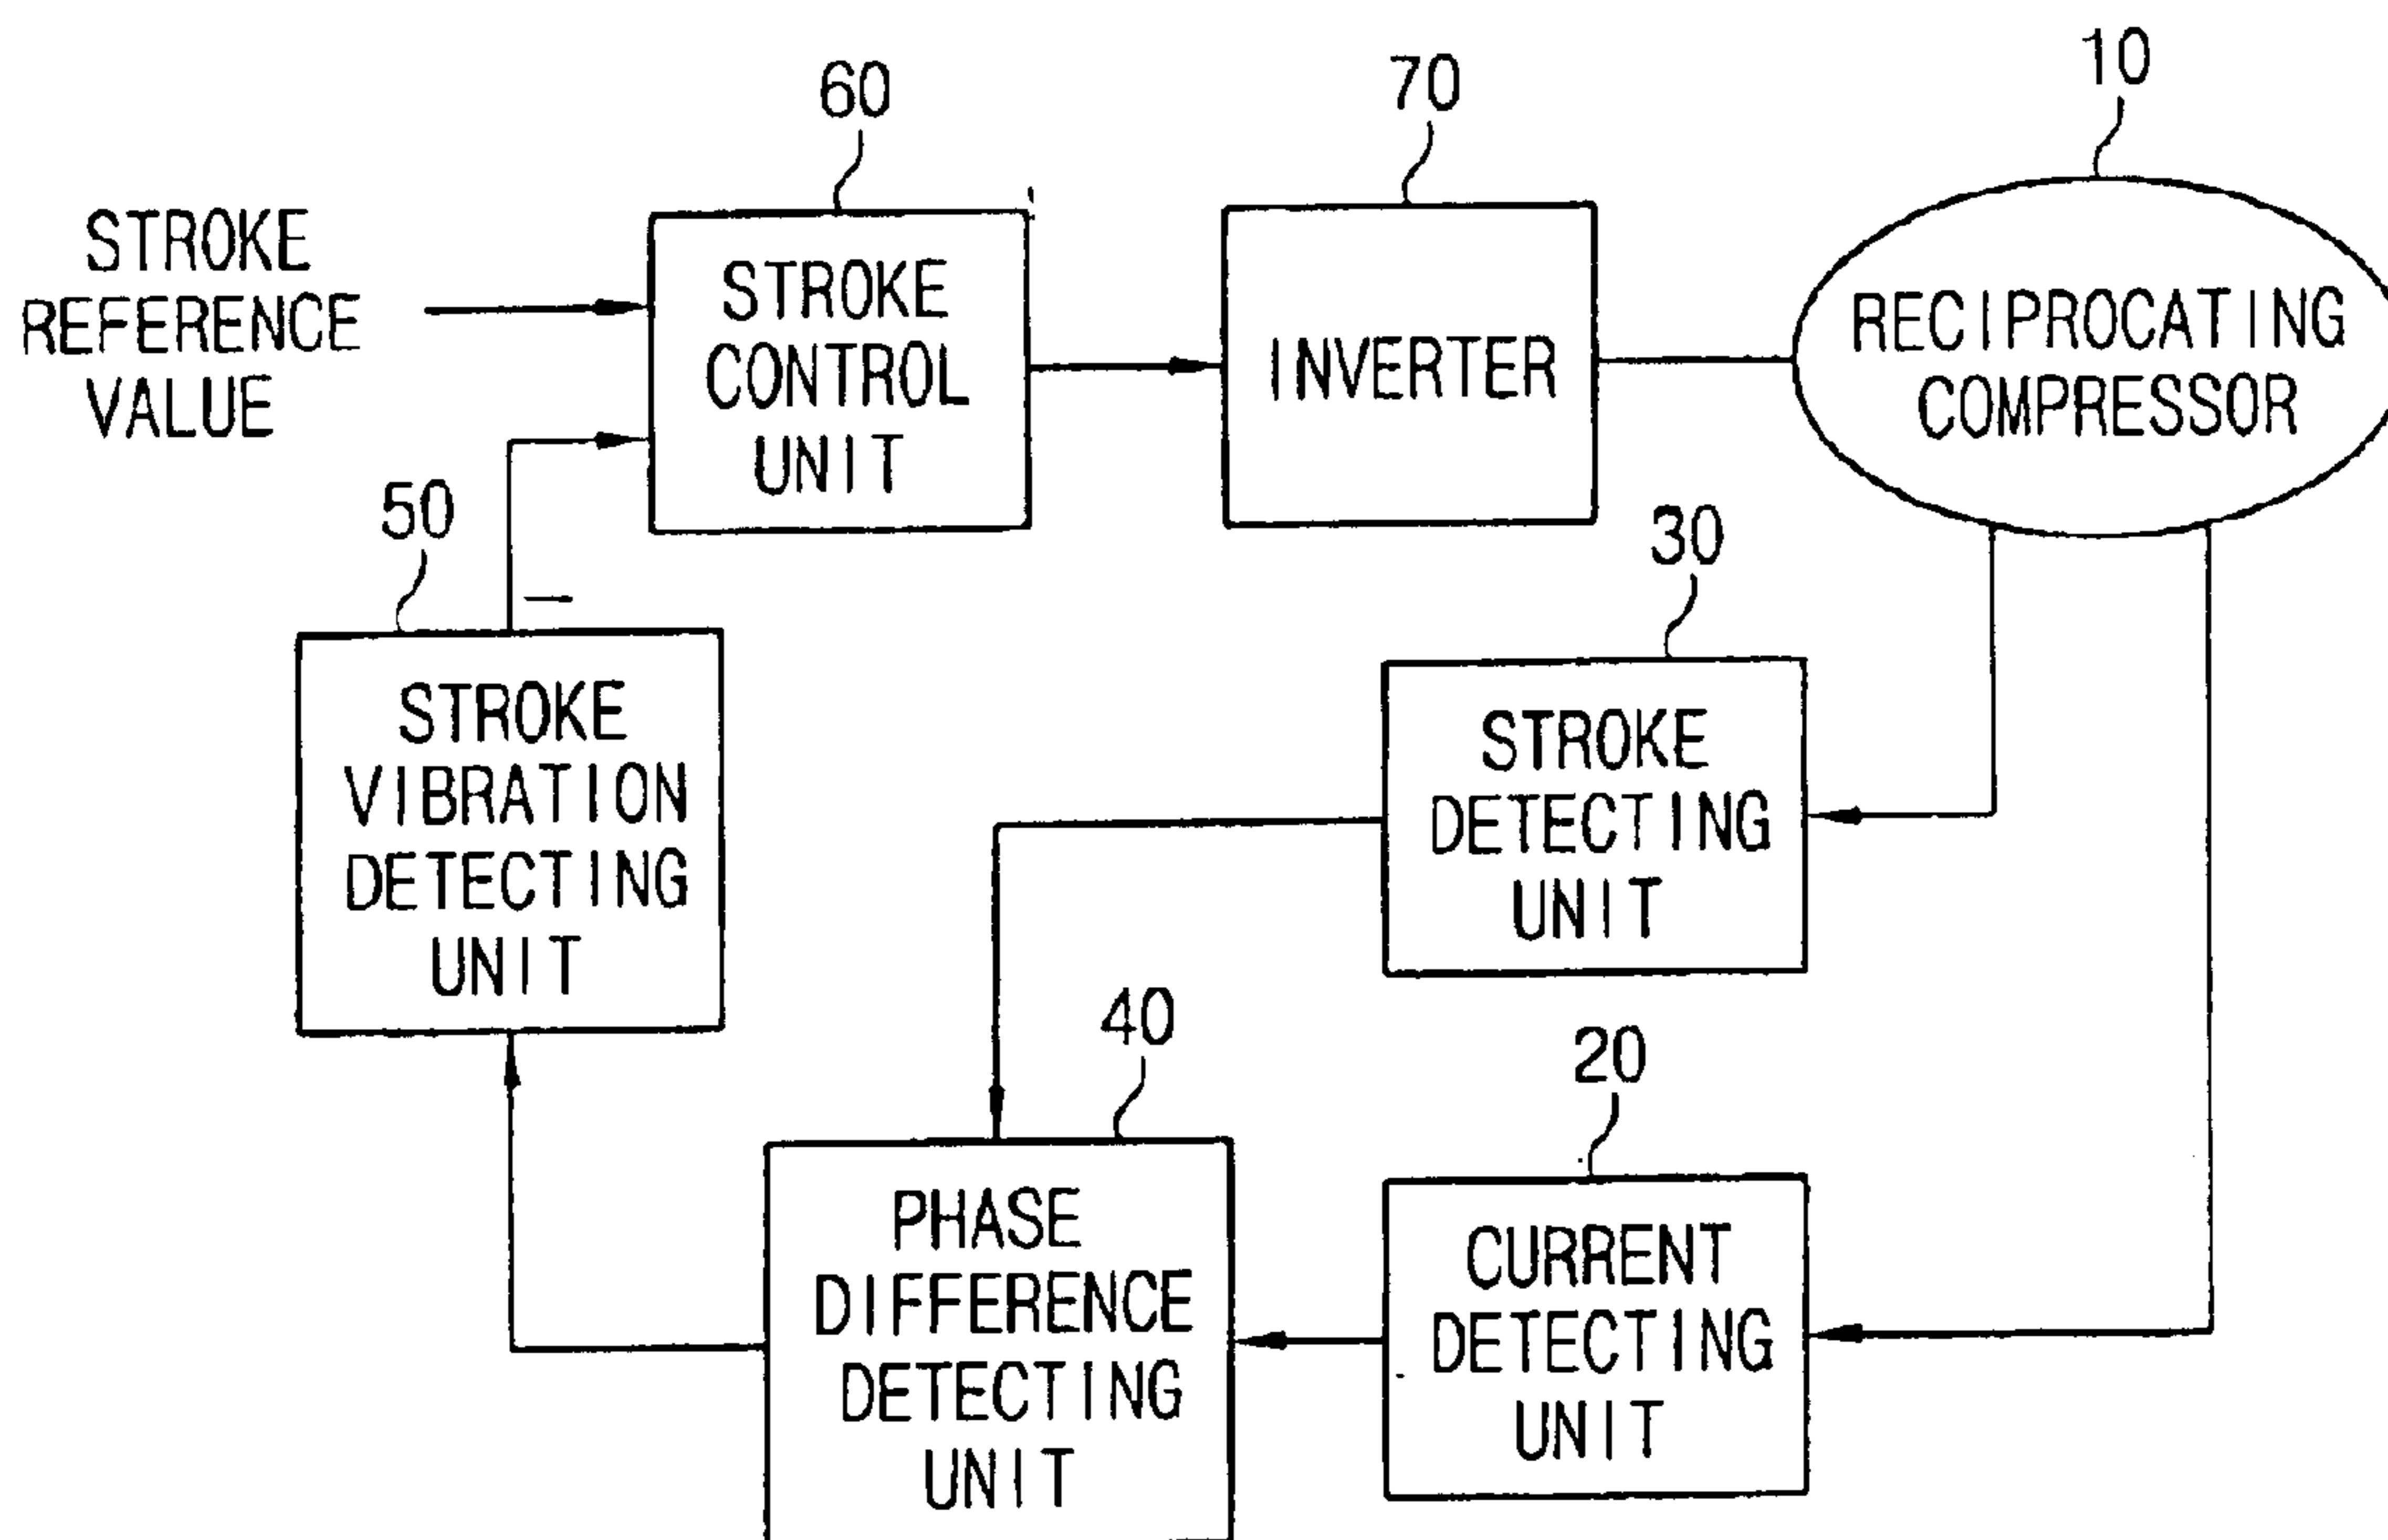 10
60
70
STROKE
REFERENCE
VALUE
STROKE
CONTROL
UNIT
INVERTER
RECIPROCATING
COMPRESSOR
50
30
STROKE
VIBRATION
DETECTING
UNIT
STROKE
DETECTING
UNIT
40
20
PHASE
DIFFERENCE
DETECTING
UNIT
CURRENT
DETECTING
UNIT